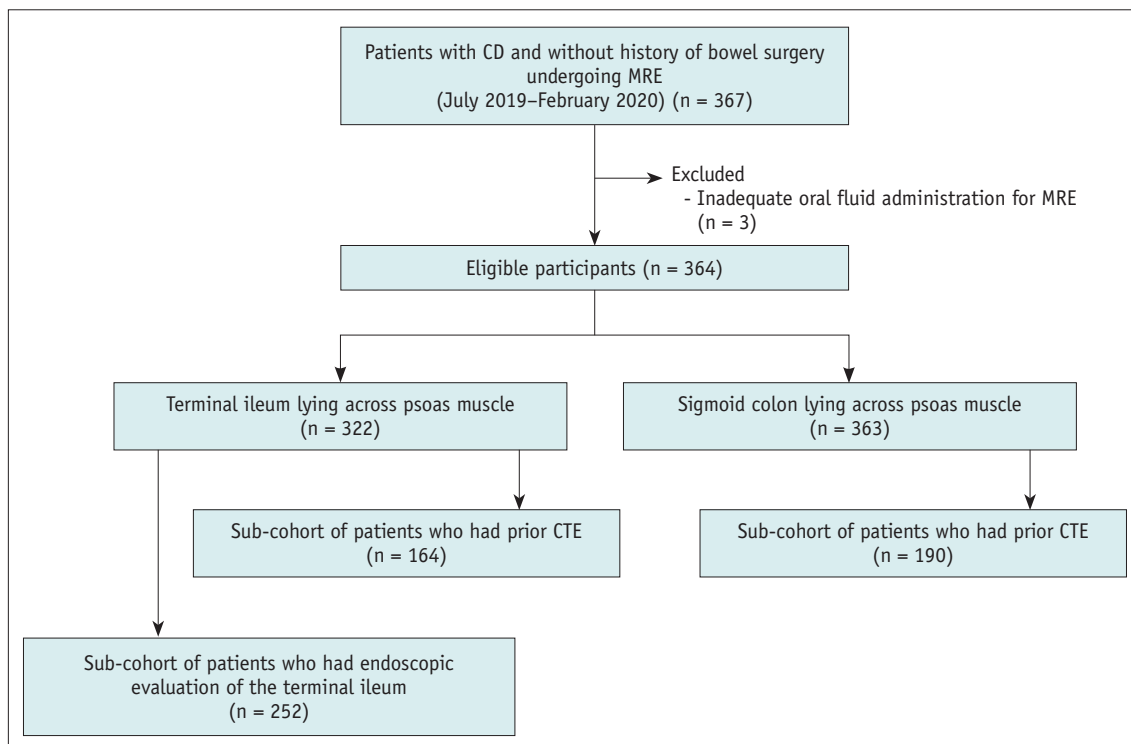 Patients with CD and without history of bowel surgery
undergoing MRE
(July 2019–February 2020) (n = 367)
Excluded
- Inadequate oral fluid administration for MRE
(n = 3)
Eligible participants (n = 364)
Terminal ileum lying across psoas muscle
(n = 322)
Sigmoid colon lying across psoas muscle
(n = 363)
Sub-cohort of patients who had prior CTE
(n = 164)
Sub-cohort of patients who had prior CTE
(n = 190)
Sub-cohort of patients who had endoscopic
evaluation of the terminal ileum
(n = 252)